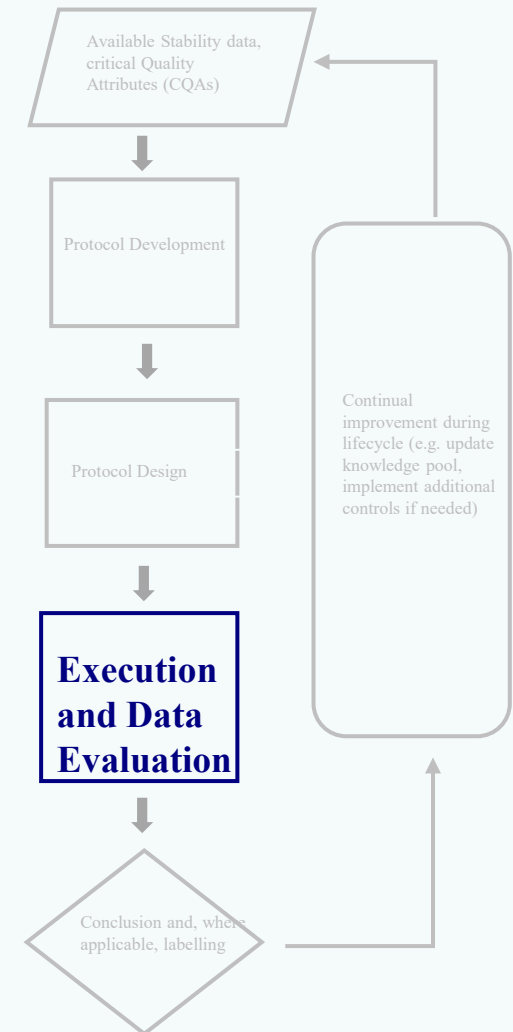 Available Stability data,
critical Quality
Attributes (CQAs)
Protocol Development
Protocol Design
Execution
and Data
Evaluation
Conclusion and, where
applicable, labelling
Continual
improvement during
lifecycle (e.g. update
knowledge pool,
implement additional
controls if needed)